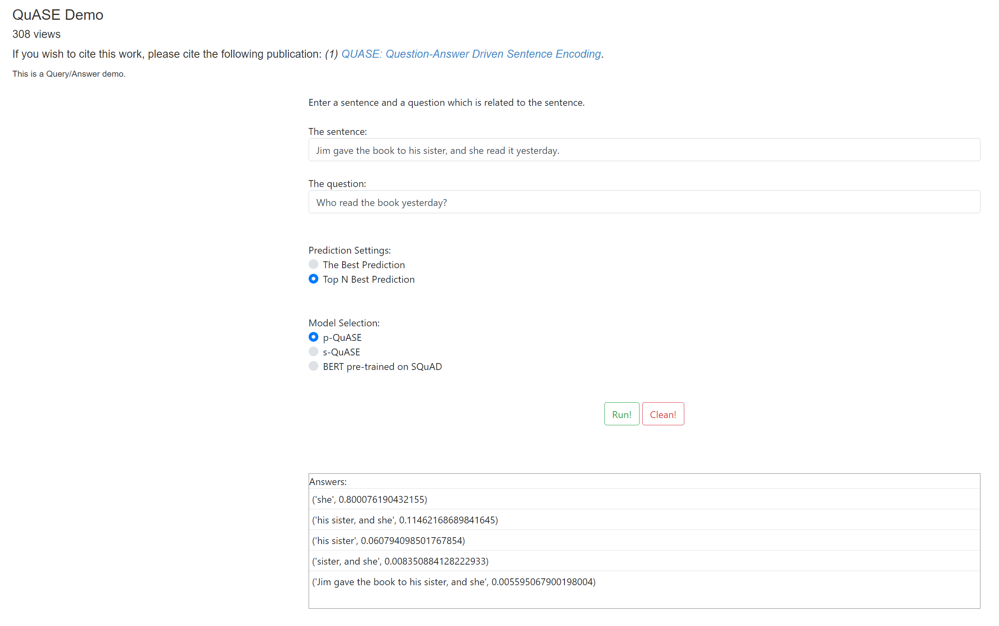 QuASE Demo
308 views
If you wish to cite this work, please cite the following publication: (1) QUASE: Question-Answer Driven Sentence Encoding.
This is a Query/Answer demo.
Enter a sentence and a question which is related to the sentence.
The sentence:
Jim gave the book to his sister, and she read it yesterday.
The question:
Who read the book yesterday?
Prediction Settings:
The Best Prediction
Top N Best Prediction
Model Selection:
p-QuASE
s-QuASE
BERT pre-trained on SQuAD
Run! Clean!
Answers:
('she', 0.800076190432155)
('his sister, and she', 0.11462168689841645)
('his sister', 0.060794098501767854)
('sister, and she', 0.008350884128222933)
('Jim gave the book to his sister, and she', 0.005595067900198004)